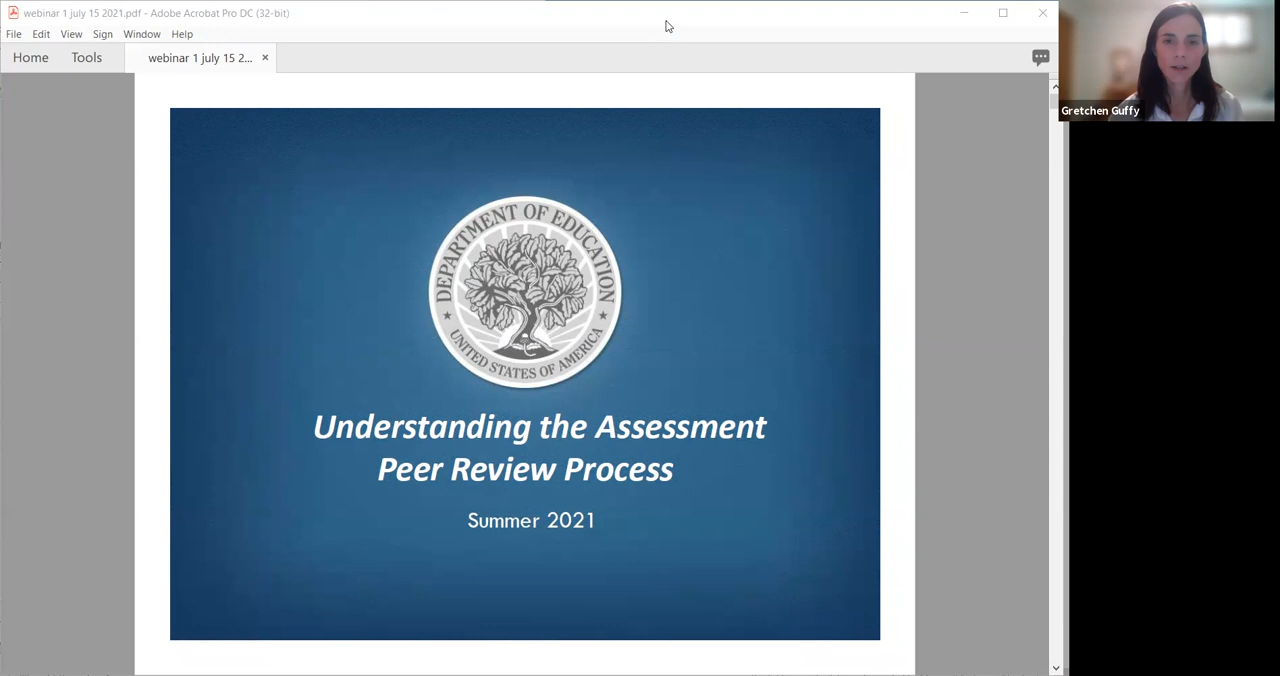 webinar 1 july 15 2021.pdf - Adobe Acrobat Pro DC (32-bit)
File Edit View Sign Window Help
Home Tools webinar 1 july 15 2... ×
Gretchen Guffy
DEPARTMENT OF EDUCATION
UNITED STATES OF AMERICA
Understanding the Assessment
Peer Review Process
Summer 2021